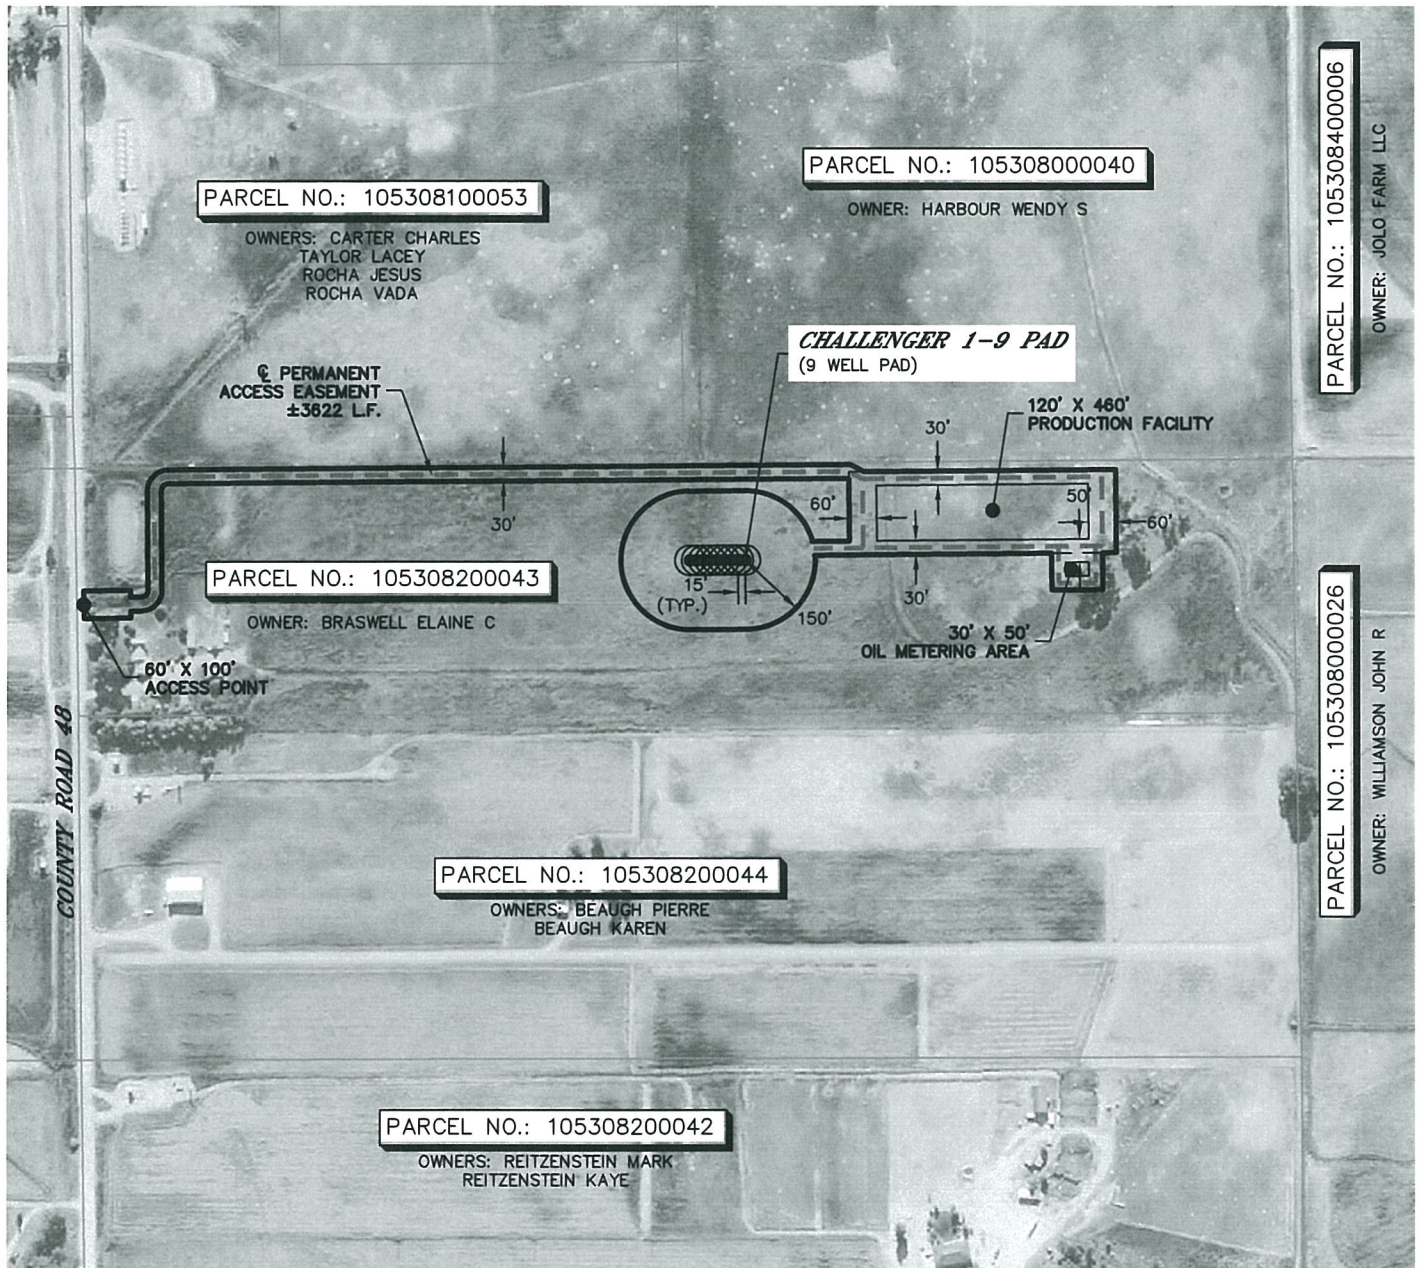 PARCEL NO.: 105308100053
OWNERS: CARTER CHARLES
TAYLOR LACEY
ROCHA JESUS
ROCHA VADA
PARCEL NO.: 105308000040
OWNER: HARBOUR WENDY S
PARCEL NO.: 105308400006
OWNER: JOLO FARM LLC
CHALLENGER 1-9 PAD
(9 WELL PAD)
℄ PERMANENT
ACCESS EASEMENT
±3622 L.F.
120' X 460'
PRODUCTION FACILITY
30'
60'
50'
60'
30'
30'
15'
(TYP.)
150'
PARCEL NO.: 105308200043
OWNER: BRASWELL ELAINE C
30' X 50'
OIL METERING AREA
60' X 100'
ACCESS POINT
COUNTY ROAD 48
PARCEL NO.: 105308000026
OWNER: WILLIAMSON JOHN R
PARCEL NO.: 105308200044
OWNERS: BEAUGH PIERRE
BEAUGH KAREN
PARCEL NO.: 105308200042
OWNERS: REITZENSTEIN MARK
REITZENSTEIN KAYE